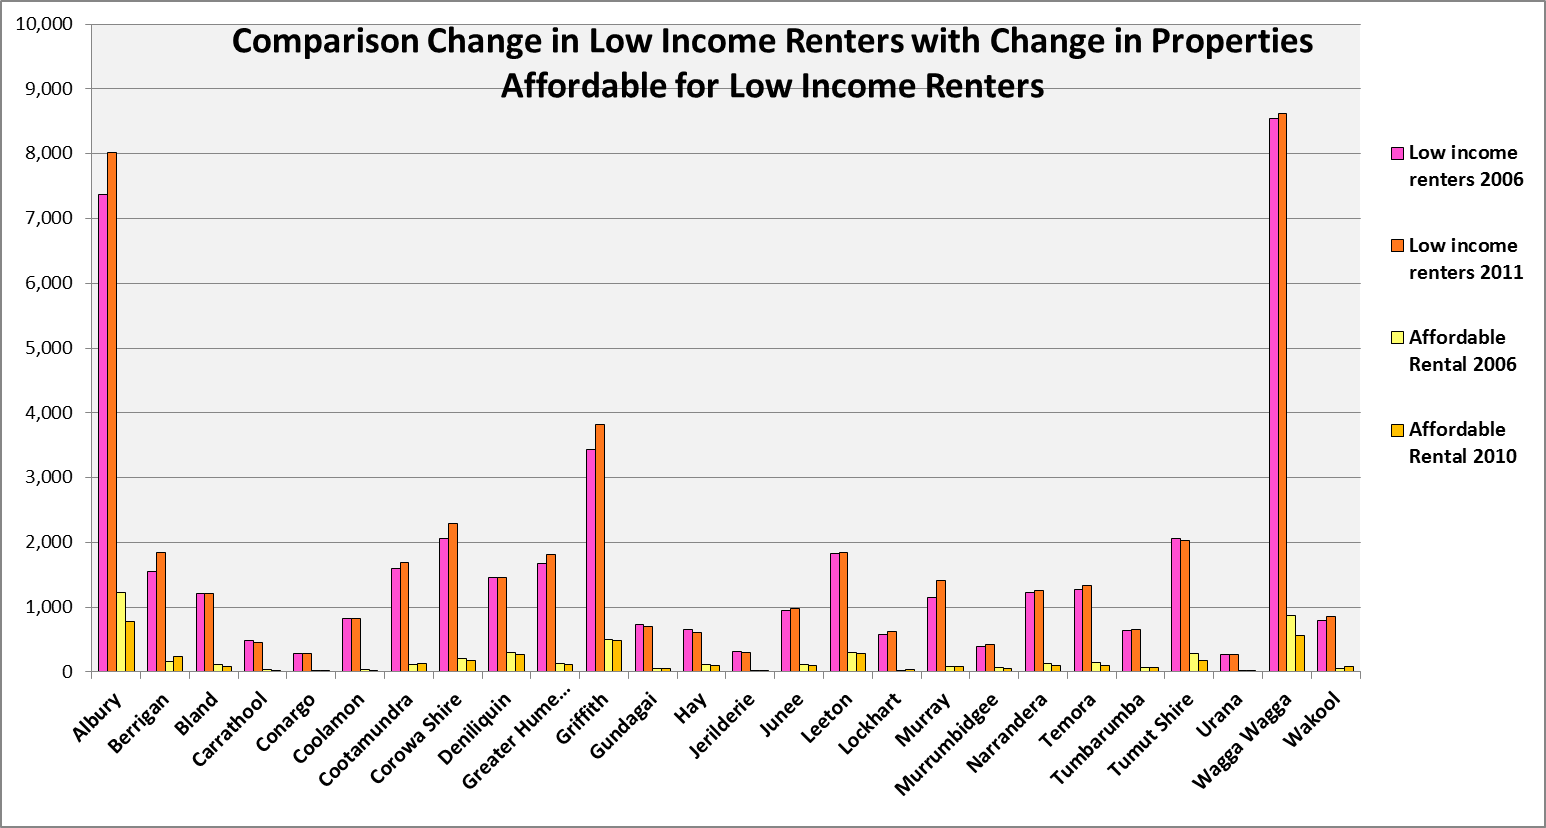 Comparison Change in Low Income Renters with Change in Properties
Affordable for Low Income Renters
10,000
9,000
8,000
7,000
6,000
5,000
4,000
3,000
2,000
1,000
0
Albury
Berrigan
Bland
Carrathool
Conargo
Coolamon
Cootamundra
Corowa Shire
Deniliquin
Greater Hume...
Griffith
Gundagai
Hay
Jerilderie
Junee
Leeton
Lockhart
Murray
Murrumbidgee
Narrandera
Temora
Tumbarumba
Tumut Shire
Urana
Wagga Wagga
Wakool
Low income
renters 2006
Low income
renters 2011
Affordable
Rental 2006
Affordable
Rental 2010